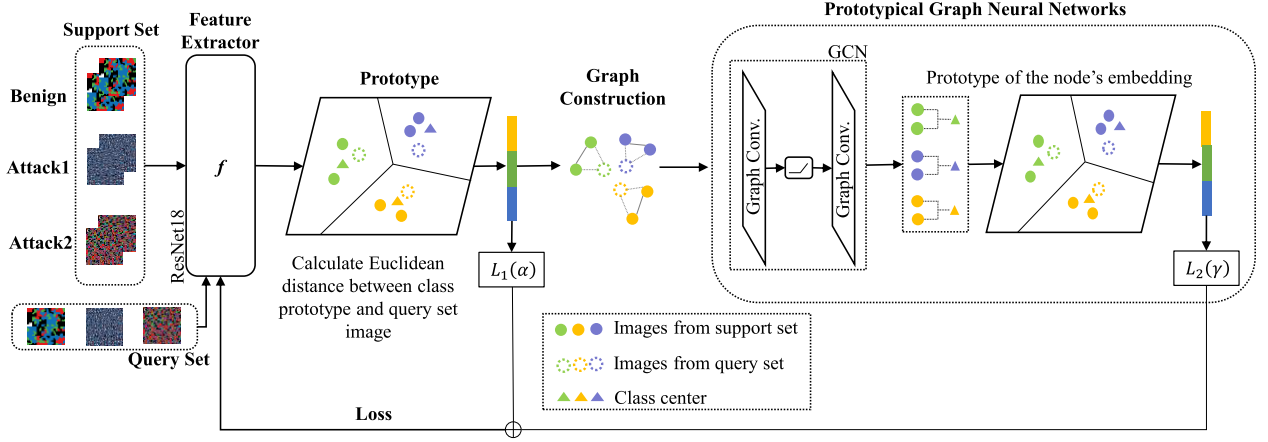 Prototypical Graph Neural Networks
Support Set
Feature
Extractor
Benign
Attack1
Attack2
f
ResNet18
Query Set
Prototype
Calculate Euclidean
distance between class
prototype and query set
image
L₁(α)
Graph
Construction
GCN
Graph Conv.
Graph Conv.
Prototype of the node's embedding
L₂(γ)
Images from support set
Images from query set
Class center
Loss